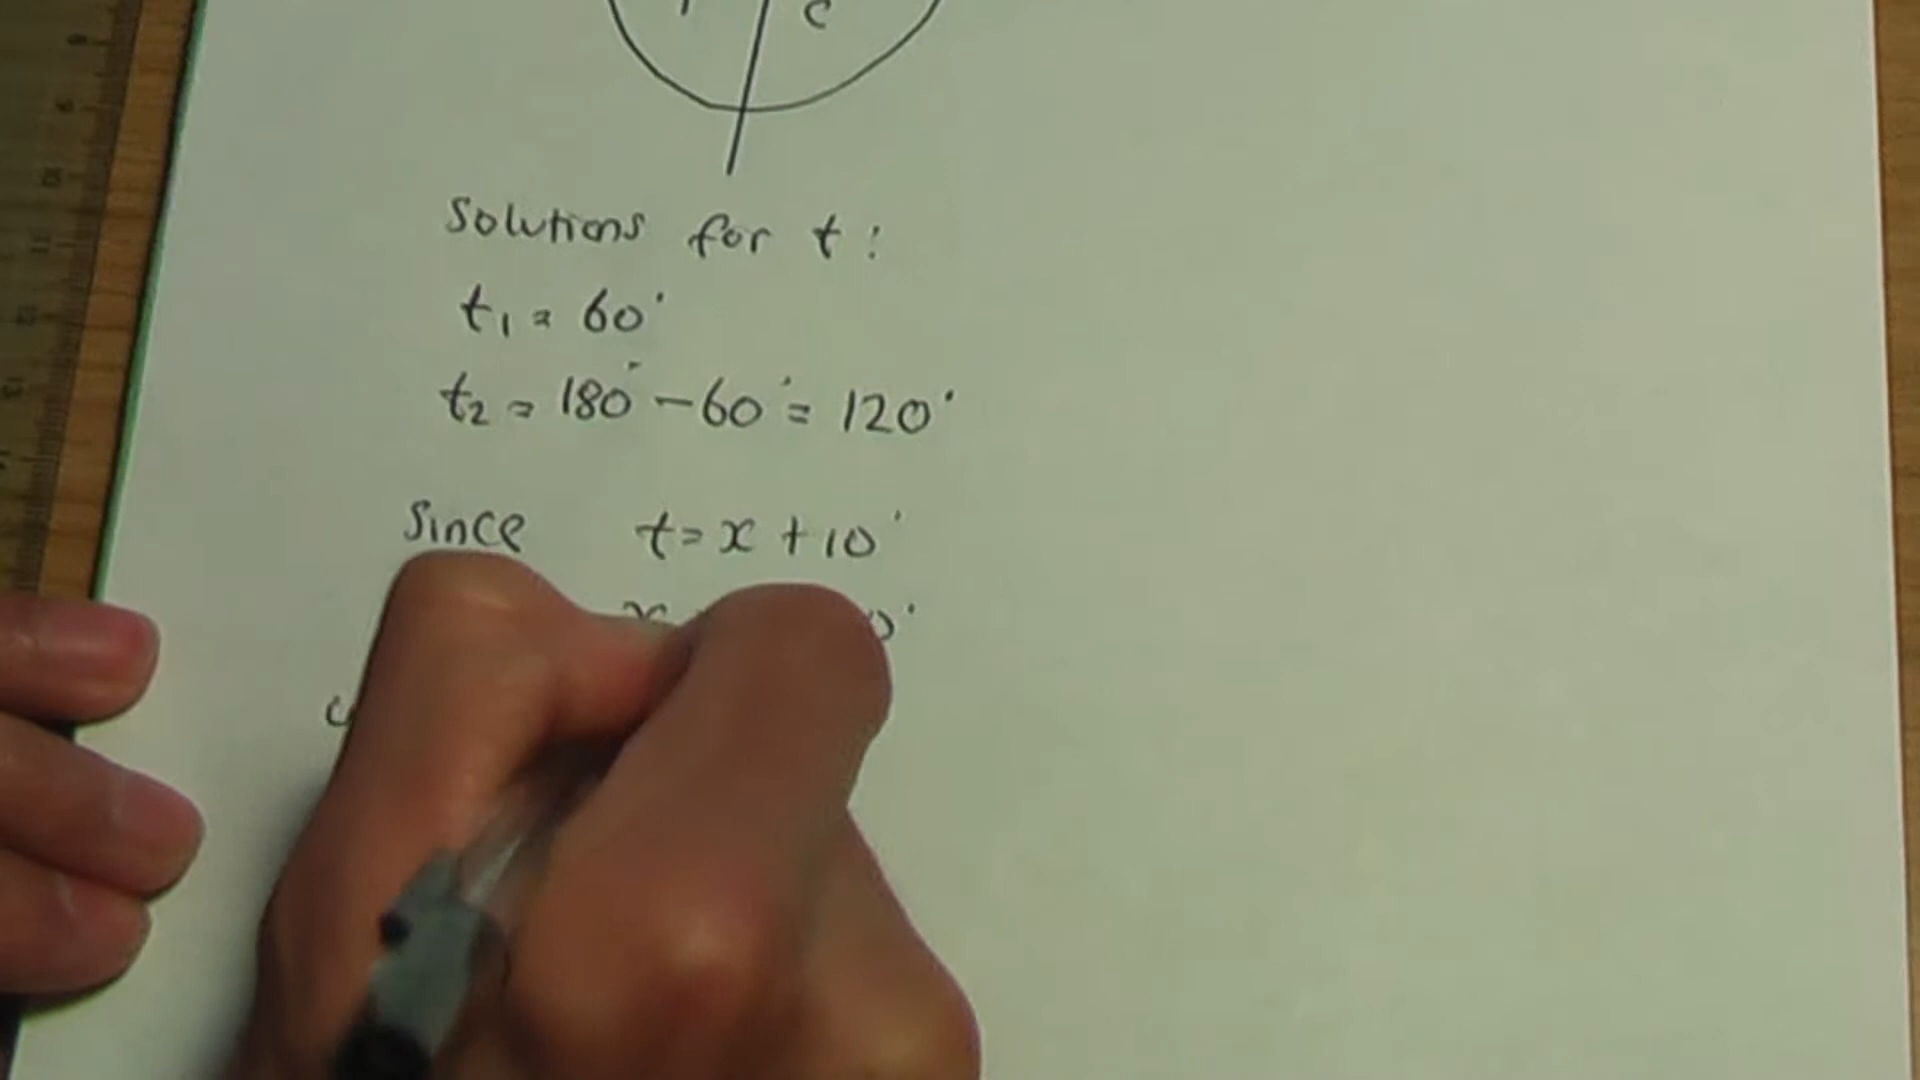 C
Solutions for t:
t₁ = 60°
t₂ = 180° - 60° = 120°
Since t = x + 10°
x